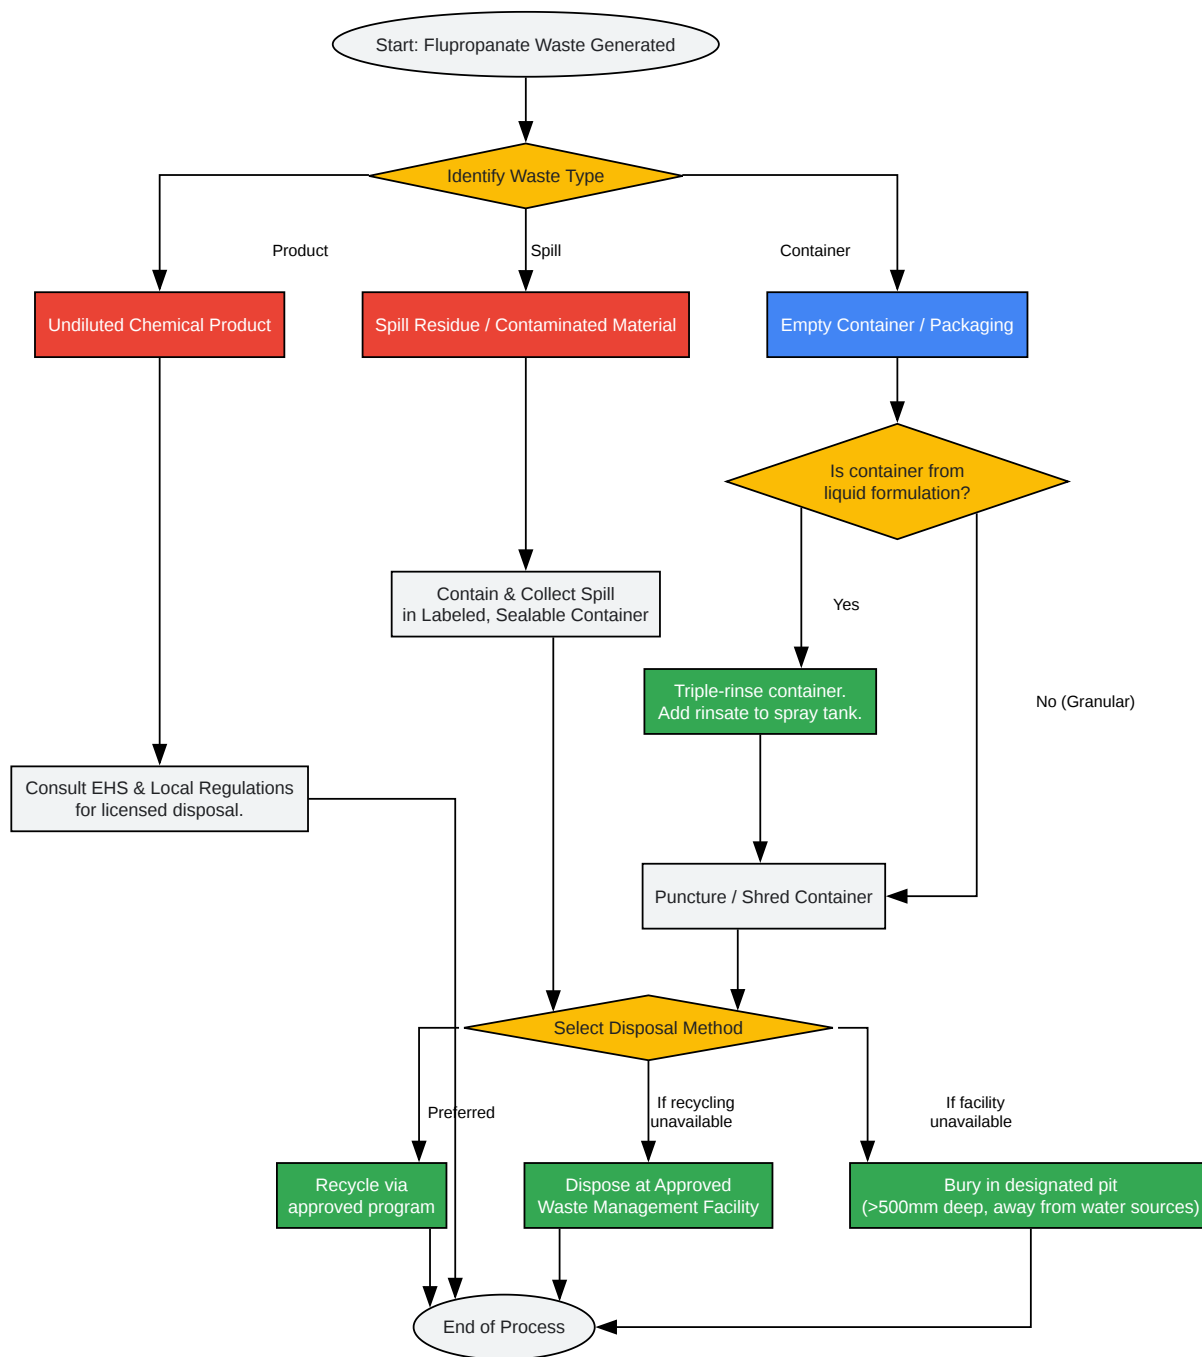 Start: Flupropanate Waste Generated
Identify Waste Type
Product
Spill
Container
Undiluted Chemical Product
Spill Residue / Contaminated Material
Empty Container / Packaging
Is container from
liquid formulation?
Contain & Collect Spill
in Labeled, Sealable Container
Yes
Triple-rinse container.
Add rinsate to spray tank.
No (Granular)
Consult EHS & Local Regulations
for licensed disposal.
Puncture / Shred Container
Select Disposal Method
Preferred
If recycling
unavailable
If facility
unavailable
Recycle via
approved program
Dispose at Approved
Waste Management Facility
Bury in designated pit
(>500mm deep, away from water sources)
End of Process